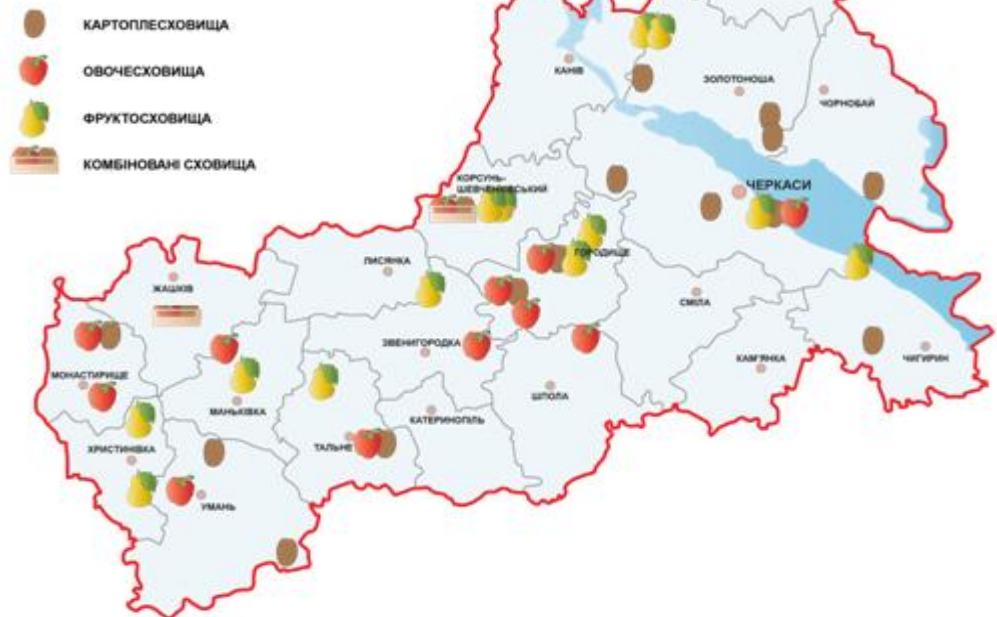 КАРТОПЛЕСХОВИЩА
ОВОЧЕСХОВИЩА
ФРУКТОСХОВИЩА
КОМБІНОВАНІ СХОВИЩА
КАНІВ
ЗОЛОТОНОША
ЧОРНОБАЙ
КОРСУНЬ-
ШЕВЧЕНКІВСЬКИЙ
ЧЕРКАСИ
ГОРОДИЩЕ
ЛИСЯНКА
ЖАШКІВ
СМІЛА
ЗВЕНИГОРОДКА
КАМ'ЯНКА
ЧИГИРИН
МОНАСТИРИЩЕ
МАНЬКІВКА
ШПОЛА
КАТЕРИНОПІЛЬ
ТАЛЬНЕ
ХРИСТИНІВКА
УМАНЬ